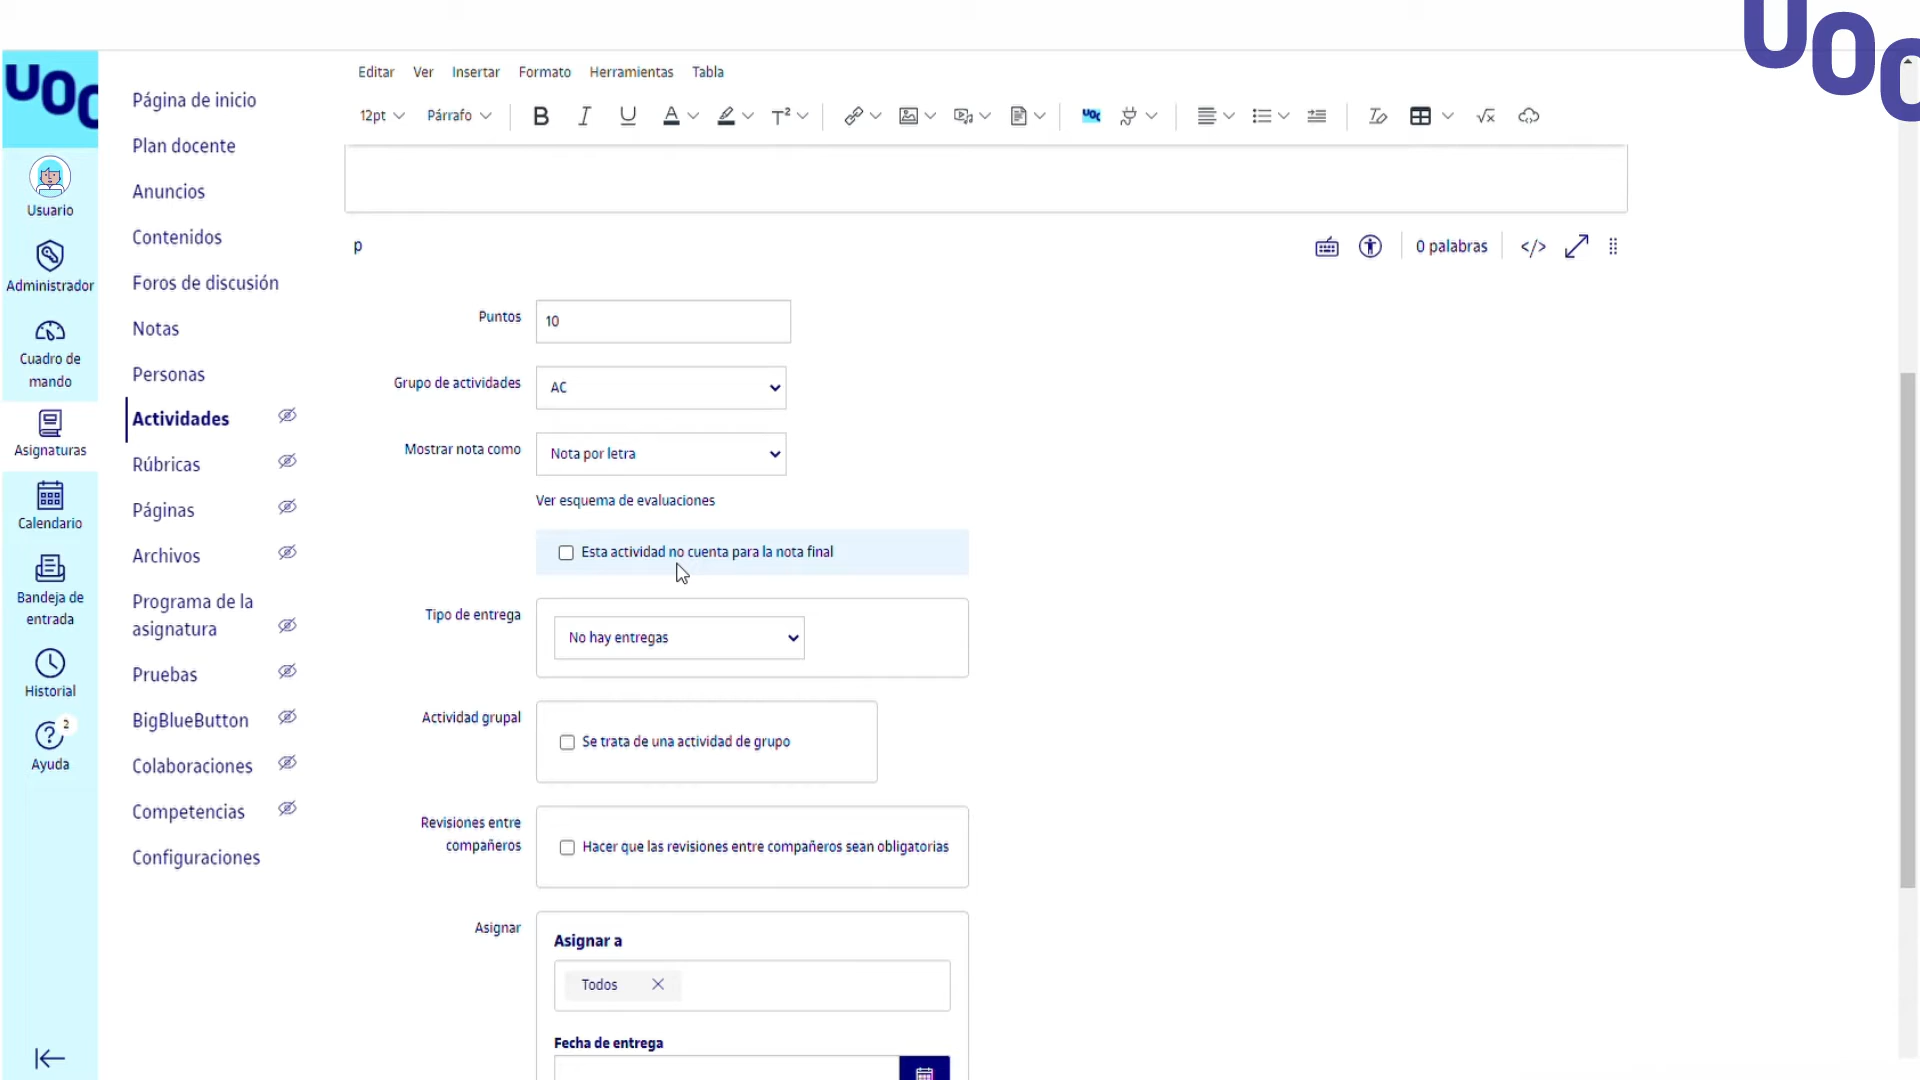 UOC
UOC
Usuario
Administrador
Cuadro de
mando
Asignaturas
Calendario
Bandeja de
entrada
Historial
2
Ayuda
Página de inicio
Plan docente
Anuncios
Contenidos
Foros de discusión
Notas
Personas
Actividades
Rúbricas
Páginas
Archivos
Programa de la
asignatura
Pruebas
BigBlueButton
Colaboraciones
Competencias
Configuraciones
Editar Ver Insertar Formato Herramientas Tabla
12pt Párrafo B I U A T² UOC √x
p 0 palabras </>
Puntos 10
Grupo de actividades AC
Mostrar nota como Nota por letra
Ver esquema de evaluaciones
Esta actividad no cuenta para la nota final
Tipo de entrega
No hay entregas
Actividad grupal
Se trata de una actividad de grupo
Revisiones entre
compañeros
Hacer que las revisiones entre compañeros sean obligatorias
Asignar
Asignar a
Todos
Fecha de entrega